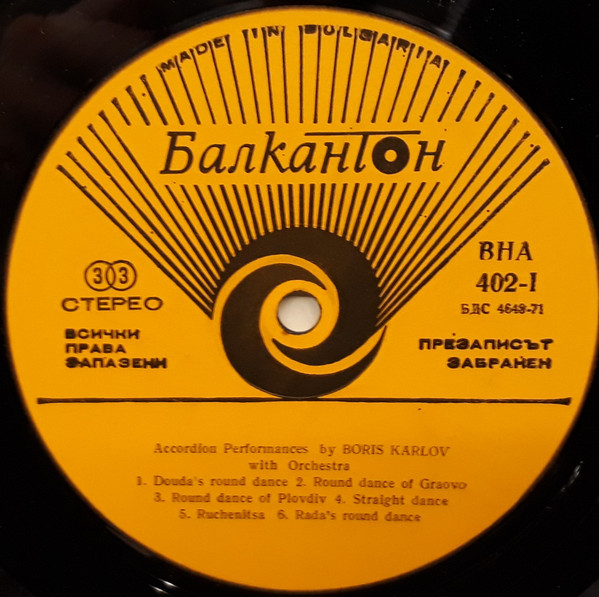 MADE IN BULGARIA
Балкантон
ВНА
402-I
БДС 4648-71
33
СТЕРЕО
ВСИЧКИ
ПРАВА
ЗАПАЗЕНИ
ПРЕЗАПИСЪТ
ЗАБРАНЕН
Accordion Performances by BORIS KARLOV
with Orchestra
1. Douda's round dance 2. Round dance of Graovo
3. Round dance of Plovdiv 4. Straight dance
5. Ruchenitsa 6. Rada's round dance